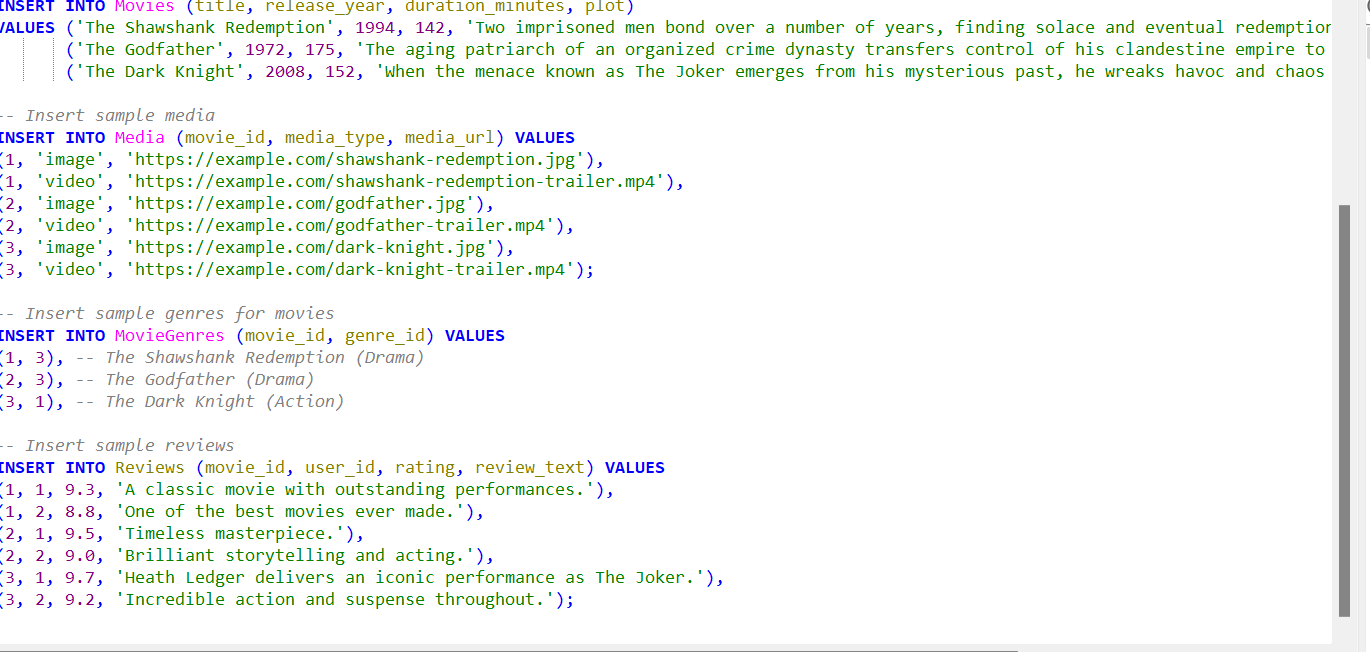 INSERT INTO Movies (title, release_year, duration_minutes, plot)
VALUES ('The Shawshank Redemption', 1994, 142, 'Two imprisoned men bond over a number of years, finding solace and eventual redemption
('The Godfather', 1972, 175, 'The aging patriarch of an organized crime dynasty transfers control of his clandestine empire to
('The Dark Knight', 2008, 152, 'When the menace known as The Joker emerges from his mysterious past, he wreaks havoc and chaos
-- Insert sample media
INSERT INTO Media (movie_id, media_type, media_url) VALUES
(1, 'image', 'https://example.com/shawshank-redemption.jpg'),
(1, 'video', 'https://example.com/shawshank-redemption-trailer.mp4'),
(2, 'image', 'https://example.com/godfather.jpg'),
(2, 'video', 'https://example.com/godfather-trailer.mp4'),
(3, 'image', 'https://example.com/dark-knight.jpg'),
(3, 'video', 'https://example.com/dark-knight-trailer.mp4');
-- Insert sample genres for movies
INSERT INTO MovieGenres (movie_id, genre_id) VALUES
(1, 3), -- The Shawshank Redemption (Drama)
(2, 3), -- The Godfather (Drama)
(3, 1), -- The Dark Knight (Action)
-- Insert sample reviews
INSERT INTO Reviews (movie_id, user_id, rating, review_text) VALUES
(1, 1, 9.3, 'A classic movie with outstanding performances.'),
(1, 2, 8.8, 'One of the best movies ever made.'),
(2, 1, 9.5, 'Timeless masterpiece.'),
(2, 2, 9.0, 'Brilliant storytelling and acting.'),
(3, 1, 9.7, 'Heath Ledger delivers an iconic performance as The Joker.'),
(3, 2, 9.2, 'Incredible action and suspense throughout.');